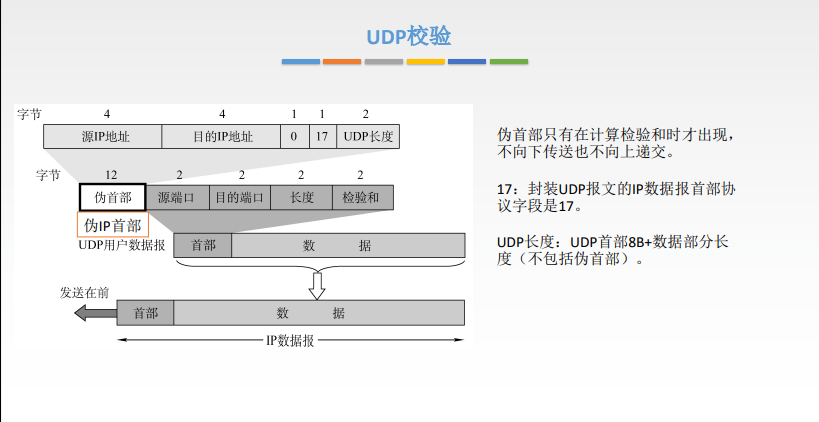 UDP校验
字节 4 4 1 1 2
源IP地址 目的IP地址 0 17 UDP长度
字节 12 2 2 2 2
伪首部 源端口 目的端口 长度 检验和
伪IP首部
UDP用户数据报 首部 数 据
发送在前
首部 数 据
IP数据报
伪首部只有在计算检验和时才出现，
不向下传送也不向上递交。
17：封装UDP报文的IP数据报首部协
议字段是17。
UDP长度：UDP首部8B+数据部分长
度（不包括伪首部）。